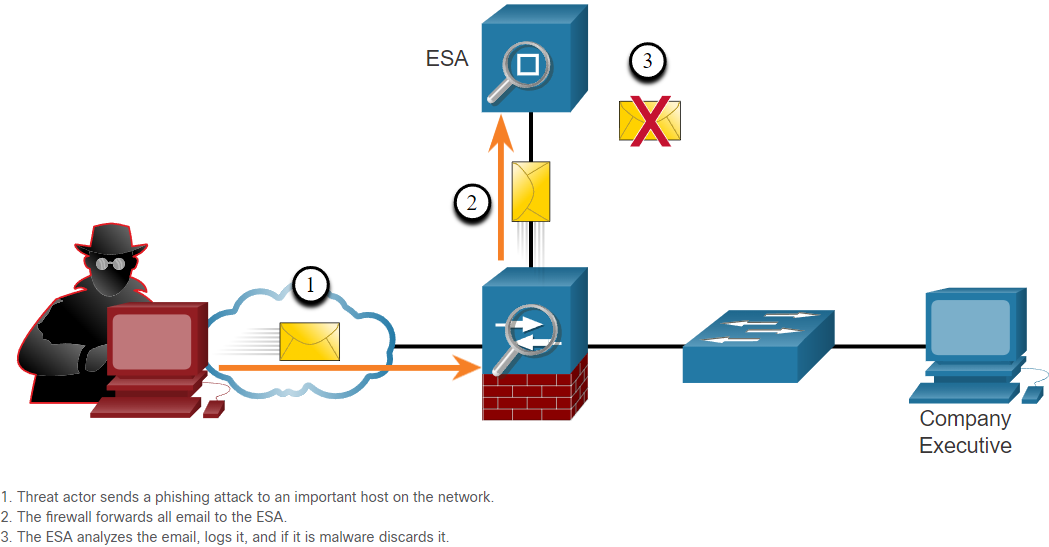 ESA
3
2
1
Company
Executive
1. Threat actor sends a phishing attack to an important host on the network.
2. The firewall forwards all email to the ESA.
3. The ESA analyzes the email, logs it, and if it is malware discards it.